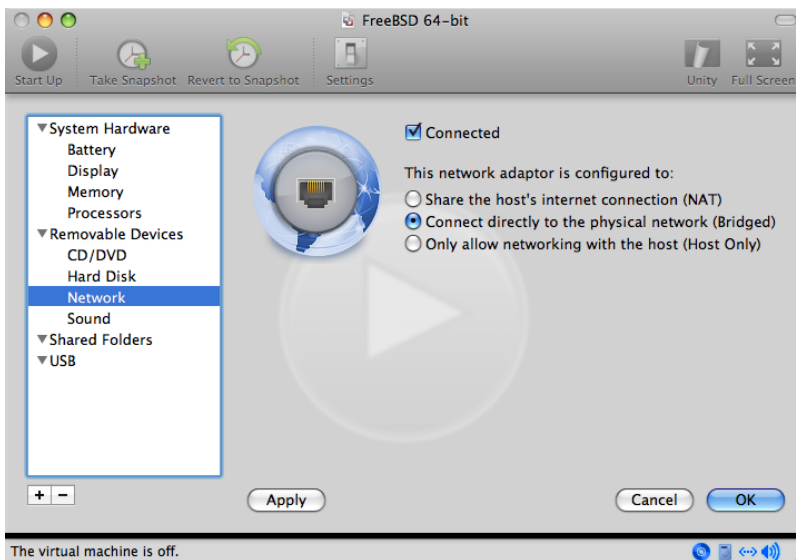 FreeBSD 64-bit
Start Up Take Snapshot Revert to Snapshot Settings Unity Full Screen
System Hardware
Battery
Display
Memory
Processors
Removable Devices
CD/DVD
Hard Disk
Network
Sound
Shared Folders
USB
Connected
This network adaptor is configured to:
Share the host's internet connection (NAT)
Connect directly to the physical network (Bridged)
Only allow networking with the host (Host Only)
+ −
Apply Cancel OK
The virtual machine is off.